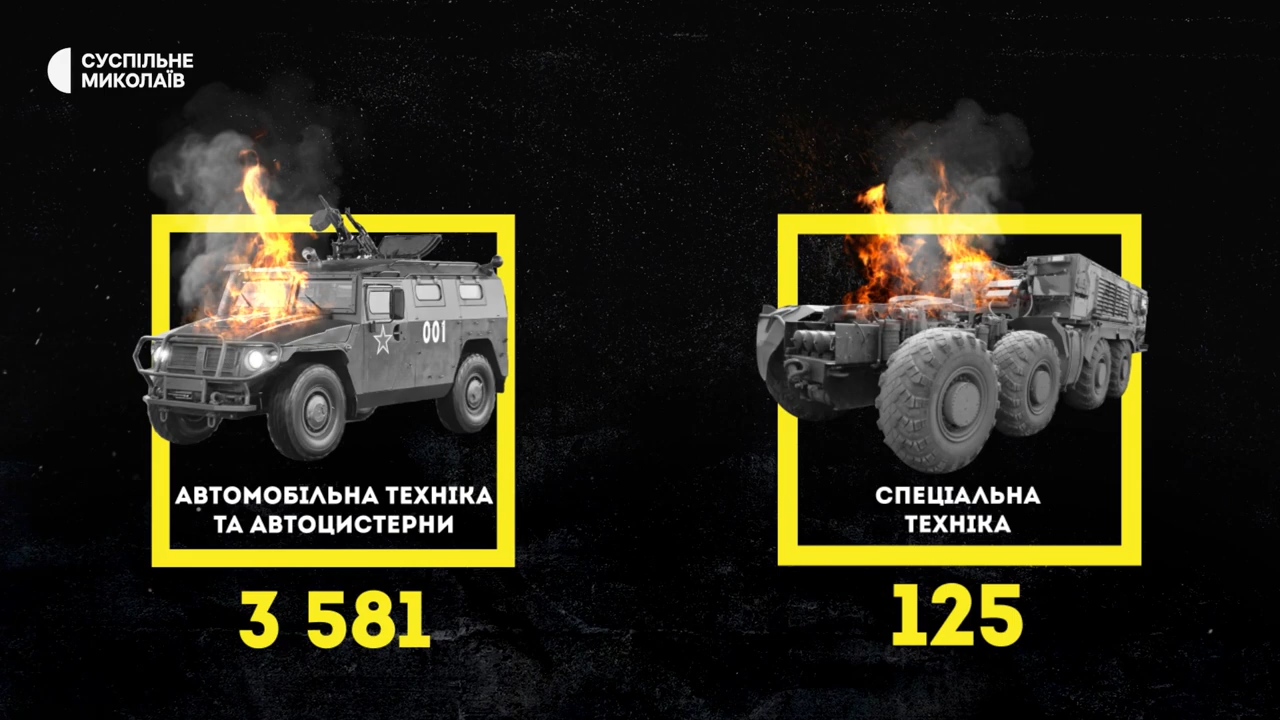 СУСПІЛЬНЕ
МИКОЛАЇВ
001
АВТОМОБІЛЬНА ТЕХНІКА
ТА АВТОЦИСТЕРНИ
3 581
СПЕЦІАЛЬНА
ТЕХНІКА
125